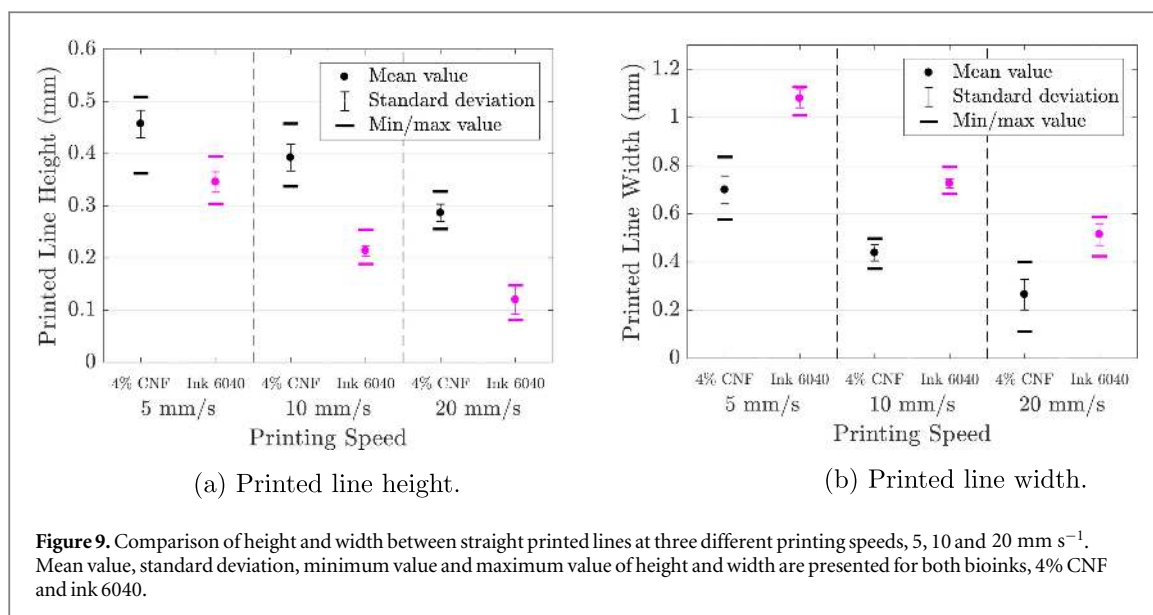 0.6
0.5
0.4
0.3
0.2
0.1
0
Printed Line Height (mm)
Mean value
Standard deviation
Min/max value
4% CNF Ink 6040 4% CNF Ink 6040 4% CNF Ink 6040
5 mm/s 10 mm/s 20 mm/s
Printing Speed
(a) Printed line height.
1.2
1
0.8
0.6
0.4
0.2
0
Printed Line Width (mm)
Mean value
Standard deviation
Min/max value
4% CNF Ink 6040 4% CNF Ink 6040 4% CNF Ink 6040
5 mm/s 10 mm/s 20 mm/s
Printing Speed
(b) Printed line width.
Figure 9. Comparison of height and width between straight printed lines at three different printing speeds, 5, 10 and 20 mm s⁻¹.
Mean value, standard deviation, minimum value and maximum value of height and width are presented for both bioinks, 4% CNF
and ink 6040.